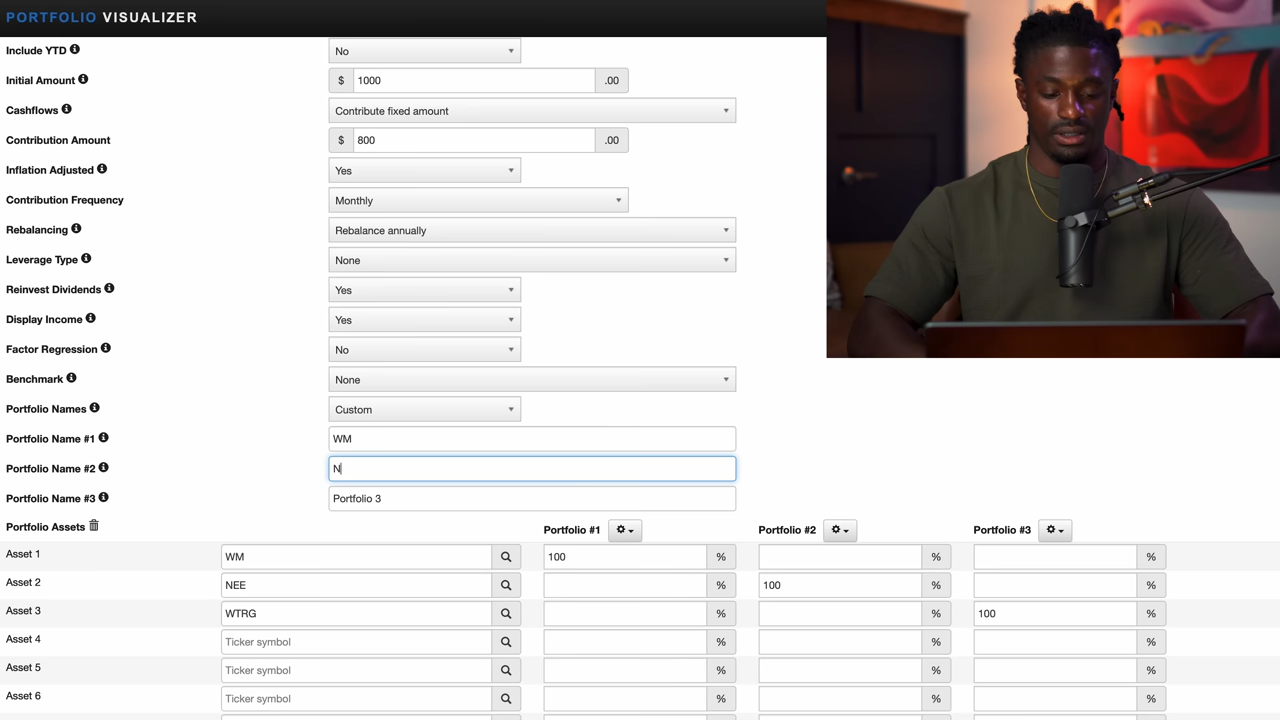 PORTFOLIO VISUALIZER
Include YTD No
Initial Amount $ 1000 .00
Cashflows Contribute fixed amount
Contribution Amount $ 800 .00
Inflation Adjusted Yes
Contribution Frequency Monthly
Rebalancing Rebalance annually
Leverage Type None
Reinvest Dividends Yes
Display Income Yes
Factor Regression No
Benchmark None
Portfolio Names Custom
Portfolio Name #1 WM
Portfolio Name #2 N
Portfolio Name #3 Portfolio 3
Portfolio Assets Portfolio #1 Portfolio #2 Portfolio #3
Asset 1 WM 100 % % %
Asset 2 NEE % 100 % %
Asset 3 WTRG % % 100 %
Asset 4 Ticker symbol % % %
Asset 5 Ticker symbol % % %
Asset 6 Ticker symbol % % %